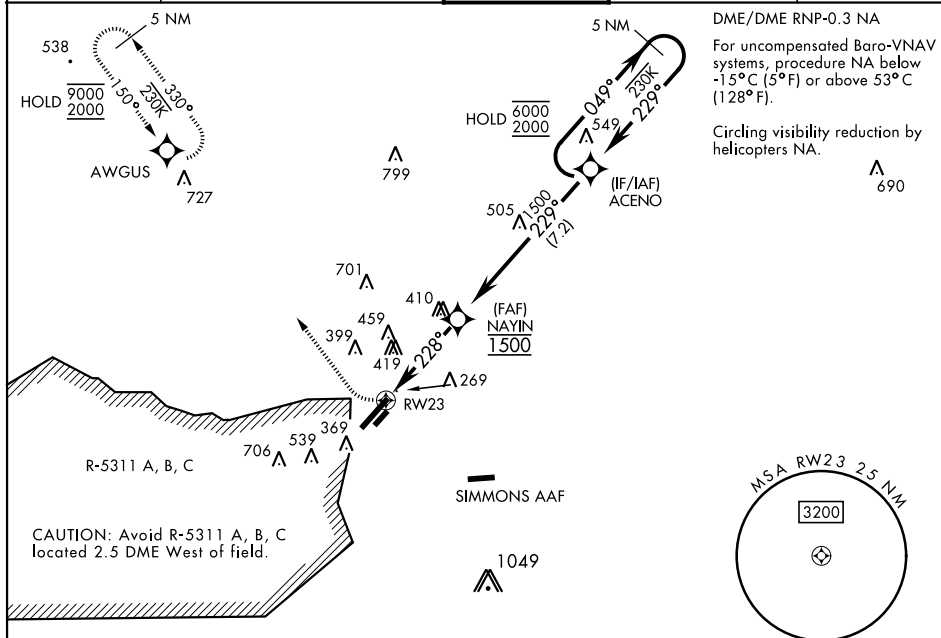 5 NM
538
330°
230K
150°
HOLD 9000
2000
AWGUS
727
799
5 NM
049°
230K
229°
HOLD 6000
2000
549
(IF/IAF)
ACENO
505
1500
229°
(7.2)
DME/DME RNP-0.3 NA
For uncompensated Baro-VNAV
systems, procedure NA below
-15°C (5°F) or above 53°C
(128°F).
Circling visibility reduction by
helicopters NA.
690
701
410
(FAF)
NAYIN
1500
459
399
419
228°
269
RW23
369
706
539
R-5311 A, B, C
CAUTION: Avoid R-5311 A, B, C
located 2.5 DME West of field.
SIMMONS AAF
1049
MSA RW23 25 NM
3200